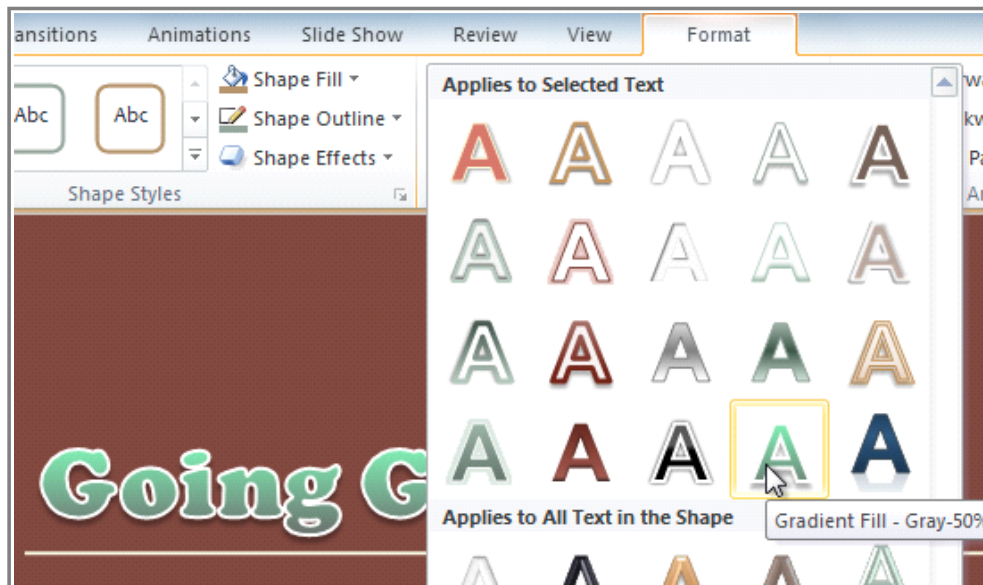 ansitions Animations Slide Show Review View Format
Shape Fill
Abc Abc
Shape Outline
Shape Effects
Shape Styles
Applies to Selected Text
A A A A A
A A A A A
A A A A A
A A A A A
Applies to All Text in the Shape
Gradient Fill - Gray-50%
A A A A A
Going G